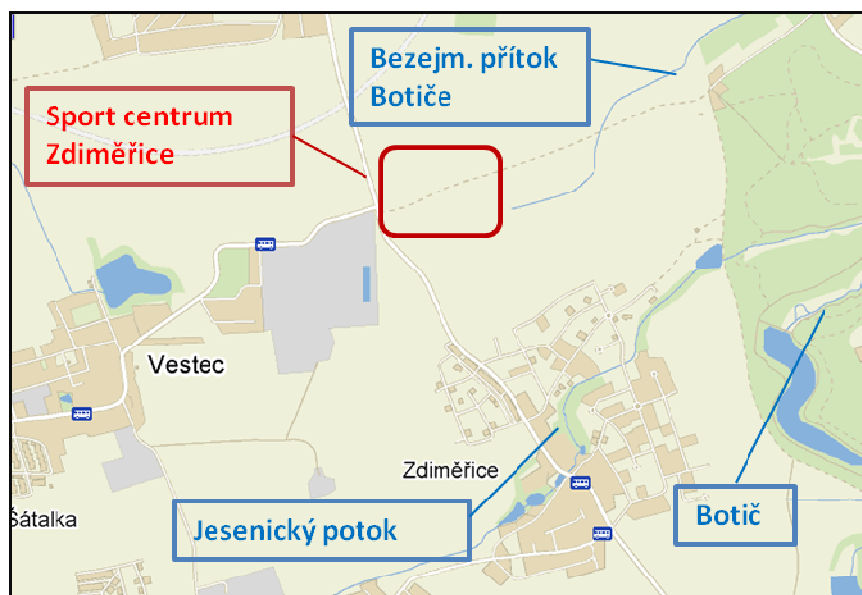 Bezejm. přítok
Botiče
Sport centrum
Zdiměřice
Vestec
Zdiměřice
Šátalka
Jesenický potok
Botič